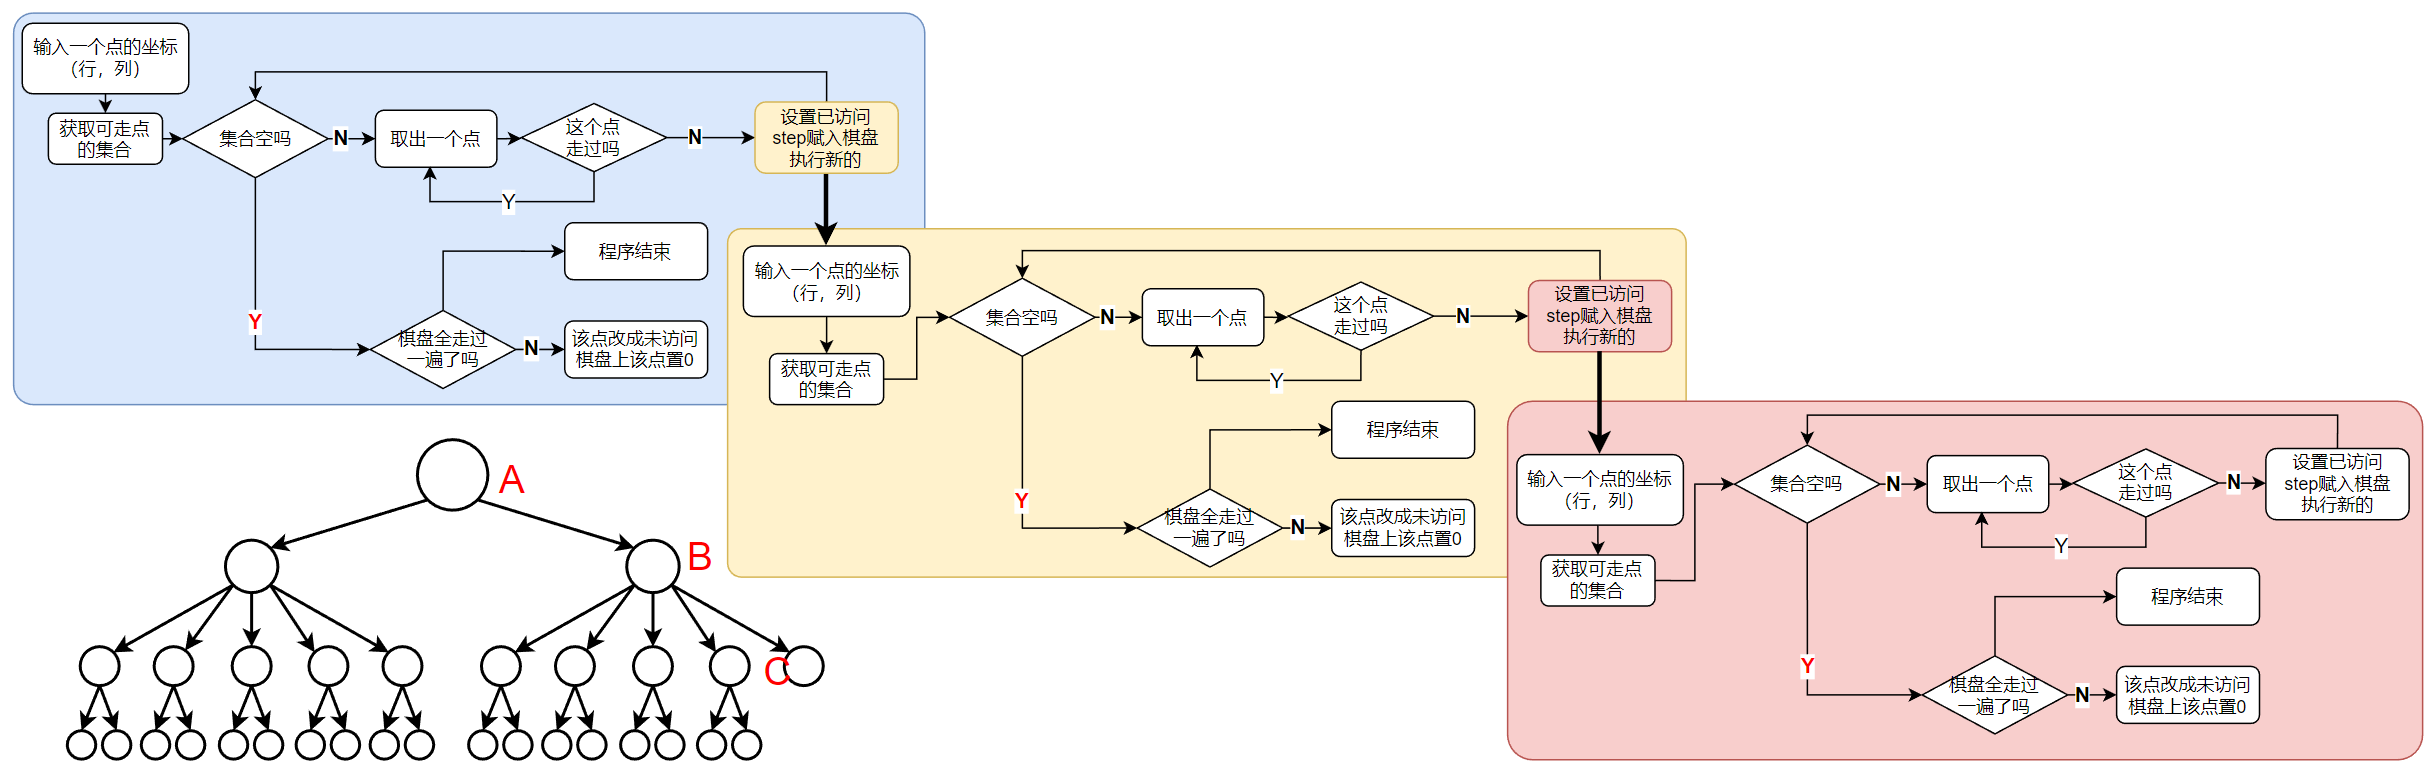 输入一个点的坐标
（行，列）
获取可走点
的集合
集合空吗
N
取出一个点
这个点
走过吗
N
设置已访问
step赋入棋盘
执行新的
Y
程序结束
Y
棋盘全走过
一遍了吗
N
该点改成未访问
棋盘上该点置0
输入一个点的坐标
（行，列）
获取可走点
的集合
集合空吗
N
取出一个点
这个点
走过吗
N
设置已访问
step赋入棋盘
执行新的
Y
程序结束
Y
棋盘全走过
一遍了吗
N
该点改成未访问
棋盘上该点置0
输入一个点的坐标
（行，列）
获取可走点
的集合
集合空吗
N
取出一个点
这个点
走过吗
N
设置已访问
step赋入棋盘
执行新的
Y
程序结束
Y
棋盘全走过
一遍了吗
N
该点改成未访问
棋盘上该点置0
A
B
C